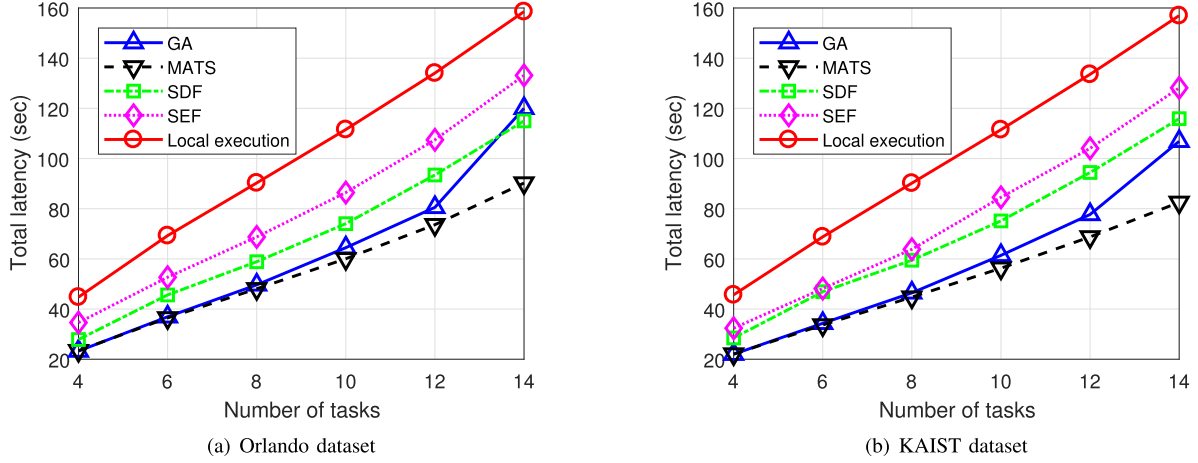 160
140
120
100
80
60
40
20
Total latency (sec)
GA
MATS
SDF
SEF
Local execution
4 6 8 10 12 14
Number of tasks
(a) Orlando dataset
160
140
120
100
80
60
40
20
Total latency (sec)
GA
MATS
SDF
SEF
Local execution
4 6 8 10 12 14
Number of tasks
(b) KAIST dataset